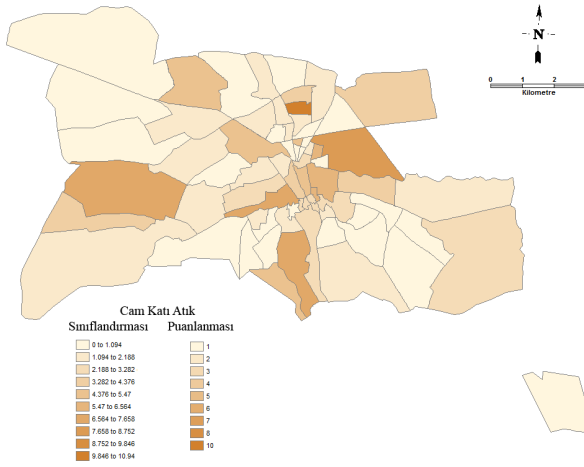 N
0 1 2
Kilometre
Cam Katı Atık
Sınıflandırması Puanlanması
0 to 1.094 1
1.094 to 2.188 2
2.188 to 3.282 3
3.282 to 4.376 4
4.376 to 5.47 5
5.47 to 6.564 6
6.564 to 7.658 7
7.658 to 8.752 8
8.752 to 9.846 10
9.846 to 10.94